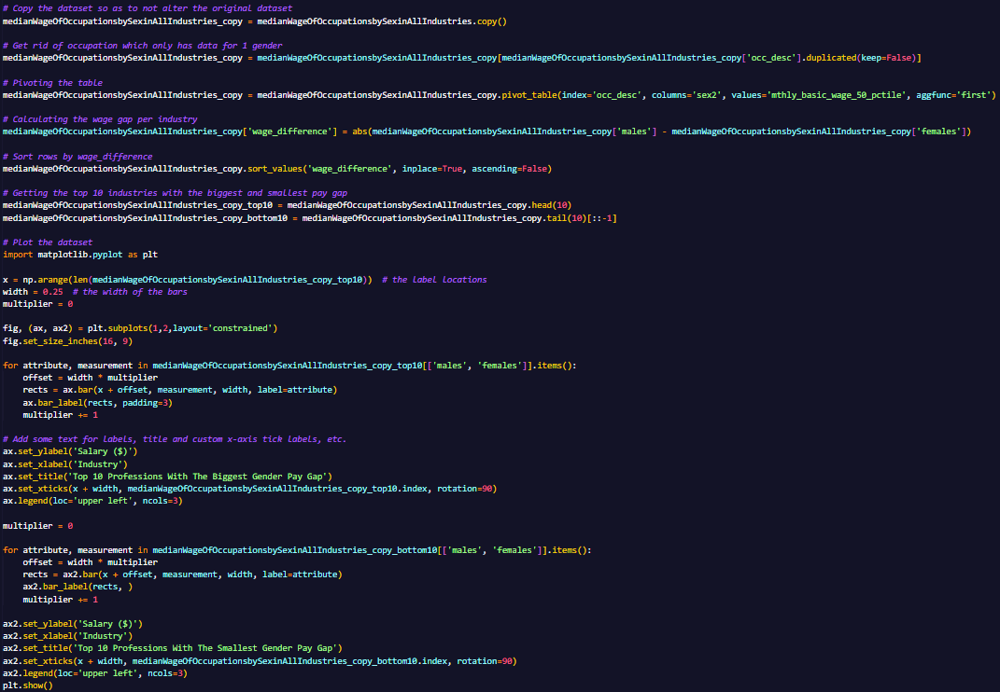 # Copy the dataset so as to not alter the original dataset
medianWageOfOccupationsbySexinAllIndustries_copy = medianWageOfOccupationsbySexinAllIndustries.copy()
# Get rid of occupation which only has data for 1 gender
medianWageOfOccupationsbySexinAllIndustries_copy = medianWageOfOccupationsbySexinAllIndustries_copy[medianWageOfOccupationsbySexinAllIndustries_copy['occ_desc'].duplicated(keep=False)]
# Pivoting the table
medianWageOfOccupationsbySexinAllIndustries_copy = medianWageOfOccupationsbySexinAllIndustries_copy.pivot_table(index='occ_desc', columns='sex2', values='mthly_basic_wage_50_pctile', aggfunc='first')
# Calculating the wage gap per industry
medianWageOfOccupationsbySexinAllIndustries_copy['wage_difference'] = abs(medianWageOfOccupationsbySexinAllIndustries_copy['males'] - medianWageOfOccupationsbySexinAllIndustries_copy['females'])
# Sort rows by wage_difference
medianWageOfOccupationsbySexinAllIndustries_copy.sort_values('wage_difference', inplace=True, ascending=False)
# Getting the top 10 industries with the biggest and smallest pay gap
medianWageOfOccupationsbySexinAllIndustries_copy_top10 = medianWageOfOccupationsbySexinAllIndustries_copy.head(10)
medianWageOfOccupationsbySexinAllIndustries_copy_bottom10 = medianWageOfOccupationsbySexinAllIndustries_copy.tail(10)[::-1]
# Plot the dataset
import matplotlib.pyplot as plt
x = np.arange(len(medianWageOfOccupationsbySexinAllIndustries_copy_top10))  # the label locations
width = 0.25  # the width of the bars
multiplier = 0
fig, (ax, ax2) = plt.subplots(1,2,layout='constrained')
fig.set_size_inches(16, 9)
for attribute, measurement in medianWageOfOccupationsbySexinAllIndustries_copy_top10[['males', 'females']].items():
    offset = width * multiplier
    rects = ax.bar(x + offset, measurement, width, label=attribute)
    ax.bar_label(rects, padding=3)
    multiplier += 1
# Add some text for labels, title and custom x-axis tick labels, etc.
ax.set_ylabel('Salary ($)')
ax.set_xlabel('Industry')
ax.set_title('Top 10 Professions With The Biggest Gender Pay Gap')
ax.set_xticks(x + width, medianWageOfOccupationsbySexinAllIndustries_copy_top10.index, rotation=90)
ax.legend(loc='upper left', ncols=3)
multiplier = 0
for attribute, measurement in medianWageOfOccupationsbySexinAllIndustries_copy_bottom10[['males', 'females']].items():
    offset = width * multiplier
    rects = ax2.bar(x + offset, measurement, width, label=attribute)
    ax2.bar_label(rects, )
    multiplier += 1
ax2.set_ylabel('Salary ($)')
ax2.set_xlabel('Industry')
ax2.set_title('Top 10 Professions With The Smallest Gender Pay Gap')
ax2.set_xticks(x + width, medianWageOfOccupationsbySexinAllIndustries_copy_bottom10.index, rotation=90)
ax2.legend(loc='upper left', ncols=3)
plt.show()